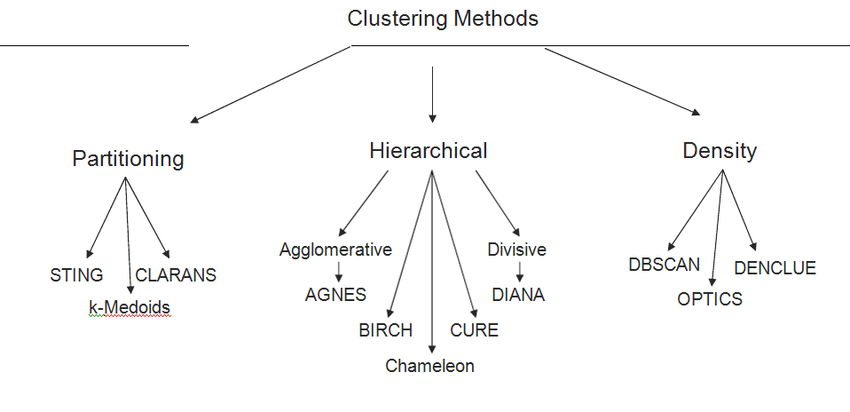 Clustering Methods
Partitioning
Hierarchical
Density
STING
CLARANS
k-Medoids
Agglomerative
Divisive
AGNES
DIANA
BIRCH
CURE
Chameleon
DBSCAN
DENCLUE
OPTICS